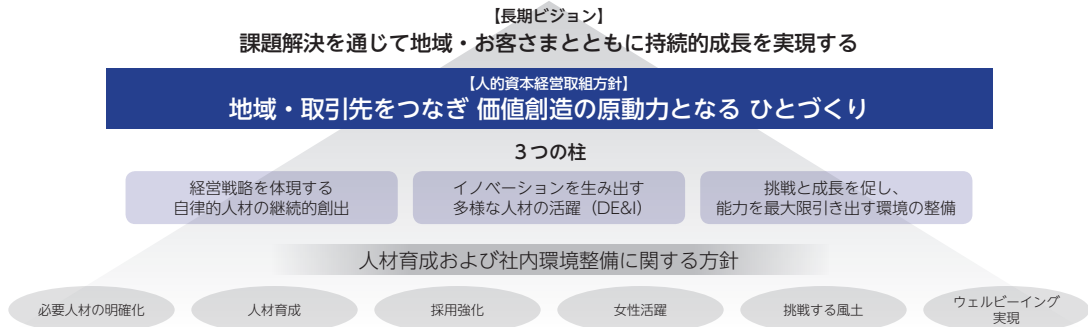 【長期ビジョン】
課題解決を通じて地域・お客さまとともに持続的成長を実現する
【人的資本経営取組方針】
地域・取引先をつなぎ 価値創造の原動力となる ひとづくり
3つの柱
経営戦略を体現する
自律的人材の継続的創出
イノベーションを生み出す
多様な人材の活躍（DE&I）
挑戦と成長を促し、
能力を最大限引き出す環境の整備
人材育成および社内環境整備に関する方針
必要人材の明確化
人材育成
採用強化
女性活躍
挑戦する風土
ウェルビーイング
実現